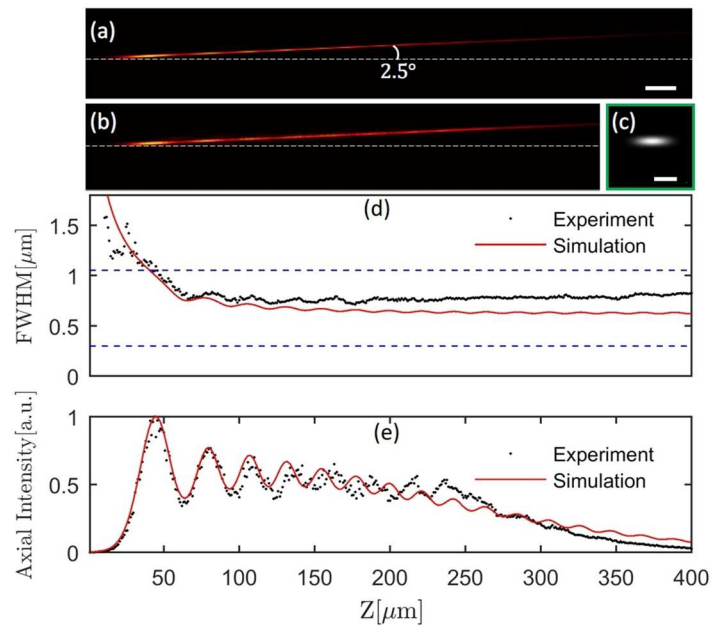 (a)
2.5°
(b)
(c)
(d)
FWHM[μm]
1.5
1
0.5
0
Experiment
Simulation
(e)
Axial Intensity[a.u.]
1
0.5
0
Experiment
Simulation
50 100 150 200 250 300 350 400
Z[μm]